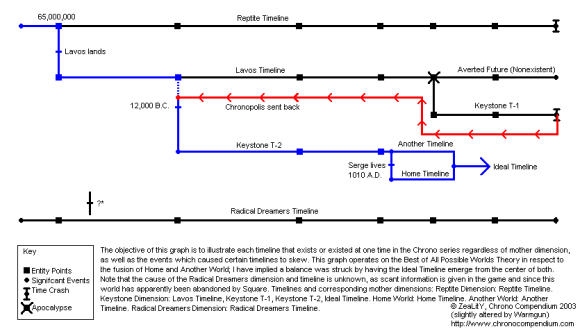 65,000,000
Reptite Timeline
Lavos lands
Lavos Timeline
Averted Future (Nonexistent)
12,000 B.C.
Chronopolis sent back
Keystone T-1
Keystone T-2
Another Timeline
Serge lives
1010 A.D.
Home Timeline
Ideal Timeline
?*
Radical Dreamers Timeline
Key
Entity Points
Signifcant Events
Time Crash
Apocalypse
The objective of this graph is to illustrate each timeline that exists or existed at one time in the Chrono series regardless of mother dimension,
as well as the events which caused certain timelines to skew. This graph operates on the Best of All Possible Worlds Theory in respect
to the fusion of Home and Another World; I have implied a balance was struck by having the Ideal Timeline emerge from the center of both.
Note that the cause of the Radical Dreamers dimension and timeline is unknown, as scant information is given in the game and since this
world has apparently been abandoned by Square. Timelines and corresponding mother dimensions: Reptite Dimension: Reptite Timeline.
Keystone Dimension: Lavos Timeline, Keystone T-1, Keystone T-2, Ideal Timeline. Home World: Home Timeline. Another World: Another
Timeline. Radical Dreamers Dimension: Radical Dreamers Timeline.
© ZeaLitY, Chrono Compendium 2003
(slightly altered by Warmgun)
http://www.chronocompendium.com